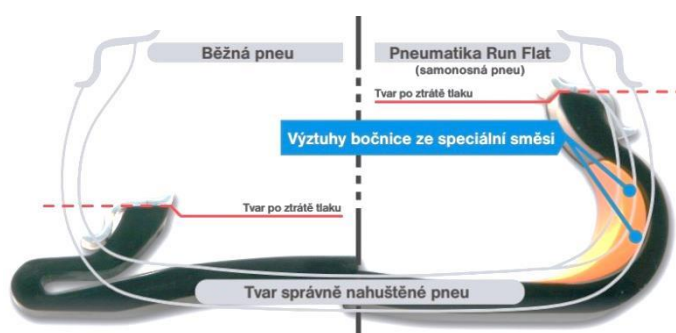 Běžná pneu
Pneumatika Run Flat
(samonosná pneu)
Tvar po ztrátě tlaku
Výztuhy bočnice ze speciální směsi
Tvar po ztrátě tlaku
Tvar správně nahuštěné pneu